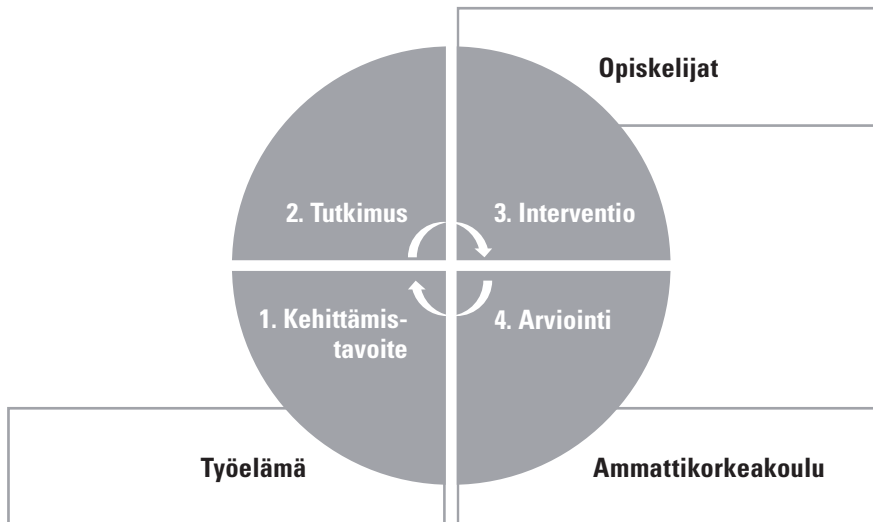 Opiskelijat
2. Tutkimus
3. Interventio
1. Kehittämis-
tavoite
4. Arviointi
Työelämä
Ammattikorkeakoulu